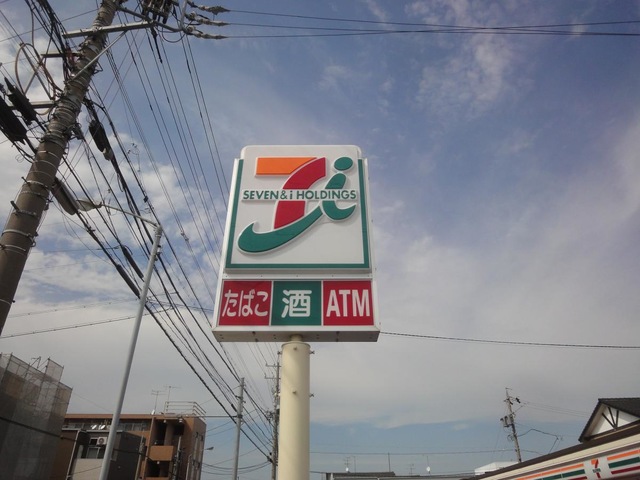 SEVEN & i HOLDINGS
たばこ 酒 ATM